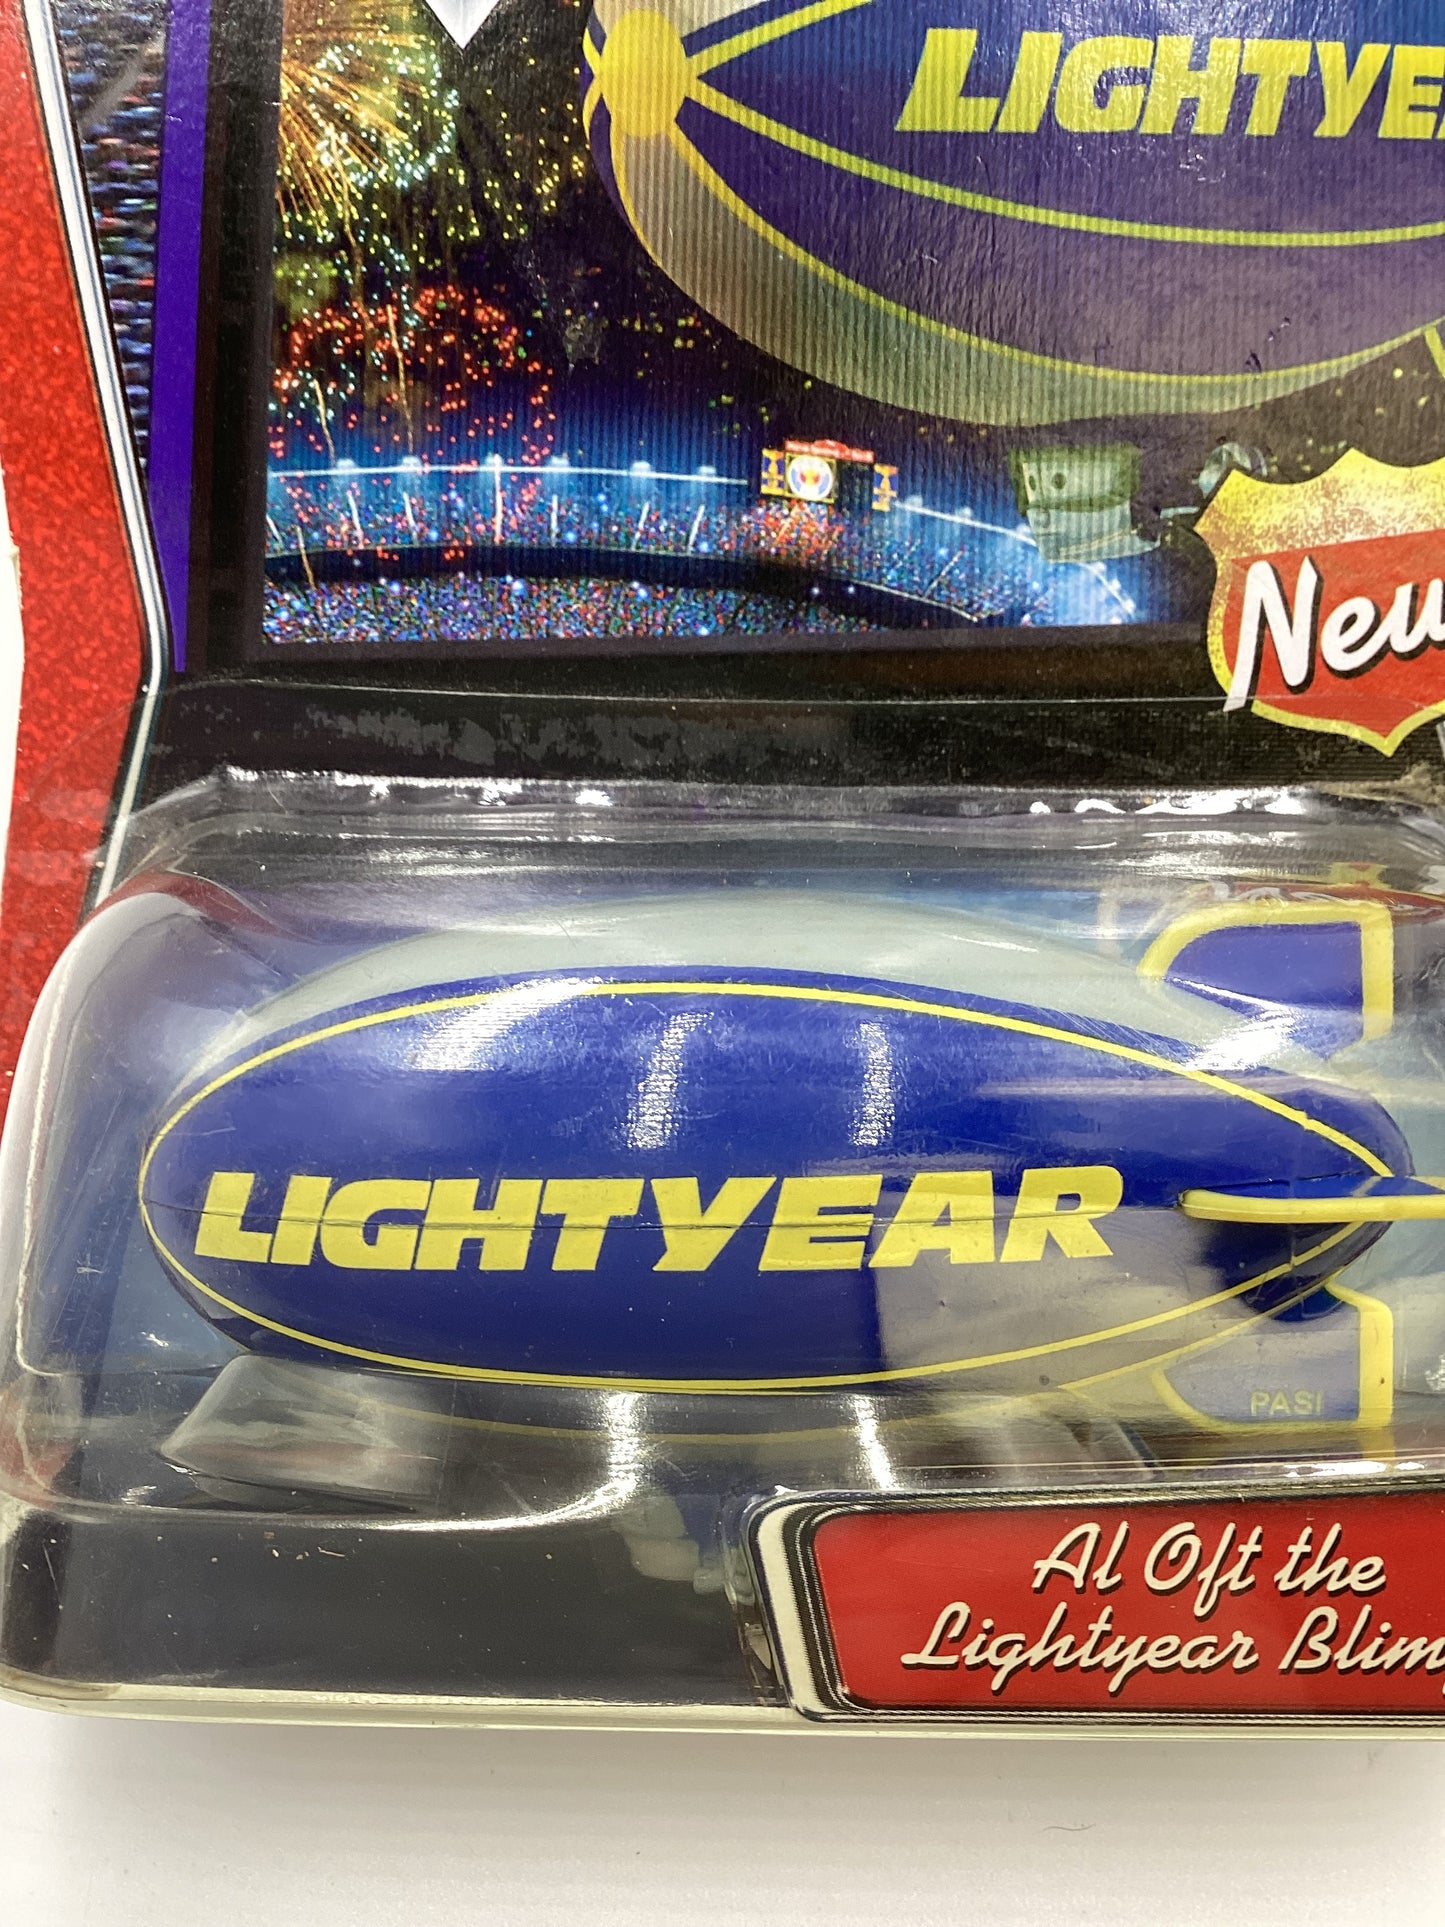 LIGHTYE
New
LIGHTYEAR
PASI
Al Oft the
Lightyear Blim